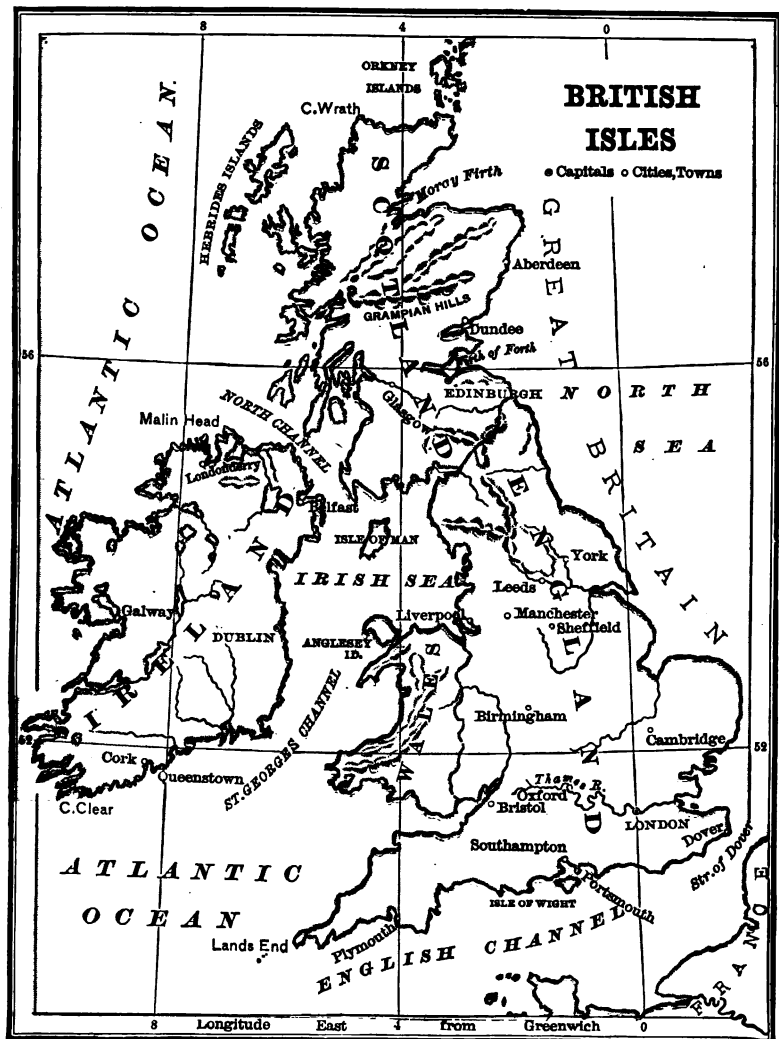 8 4 0
ORKNEY
ISLANDS
BRITISH
ISLES
Capitals Cities,Towns
C.Wrath
HEBRIDES ISLANDS
ATLANTIC OCEAN.
SCOTLAND
Moray Firth
GREAT BRITAIN
Aberdeen
GRAMPIAN HILLS
Dundee
Firth of Forth
56 56
EDINBURGH
NORTH
SEA
Glasgow
NORTH CHANNEL
Malin Head
Londonderry
Belfast
ISLE OF MAN
IRELAND
ENGLAND
York
IRISH SEA
Leeds
Galway
Liverpool
Manchester
Sheffield
DUBLIN
ANGLESEY
ID.
WALES
ST.GEORGES CHANNEL
Birmingham
52 52
Cambridge
Cork
Queenstown
C.Clear
Thames R.
Oxford
Bristol
LONDON
Dover
Str. of Dover
Southampton
Portsmouth
ISLE OF WIGHT
ATLANTIC
OCEAN
Lands End
Plymouth
ENGLISH CHANNEL
FRANCE
8 Longitude East 4 from Greenwich 0